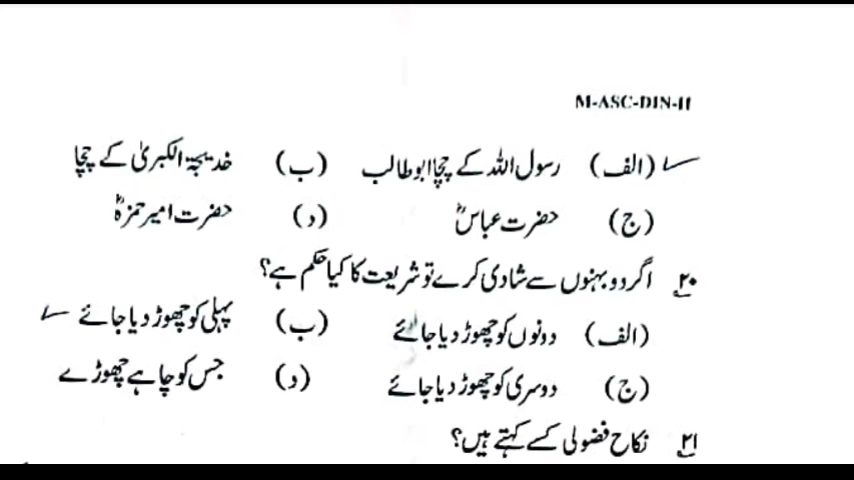 M-ASC-DIN-II
(الف) رسول اللہ کے چچا ابوطالب (ب) خدیجۃ الکبریٰ کے چچا
(ج) حضرت عباسؓ (د) حضرت امیر حمزہؓ
۲۰ اگر دو بہنوں سے شادی کرے تو شریعت کا کیا حکم ہے؟
(الف) دونوں کو چھوڑ دیا جائے (ب) پہلی کو چھوڑ دیا جائے
(ج) دوسری کو چھوڑ دیا جائے (د) جس کو چاہے چھوڑے
۲۱ نکاح فضولی کسے کہتے ہیں؟